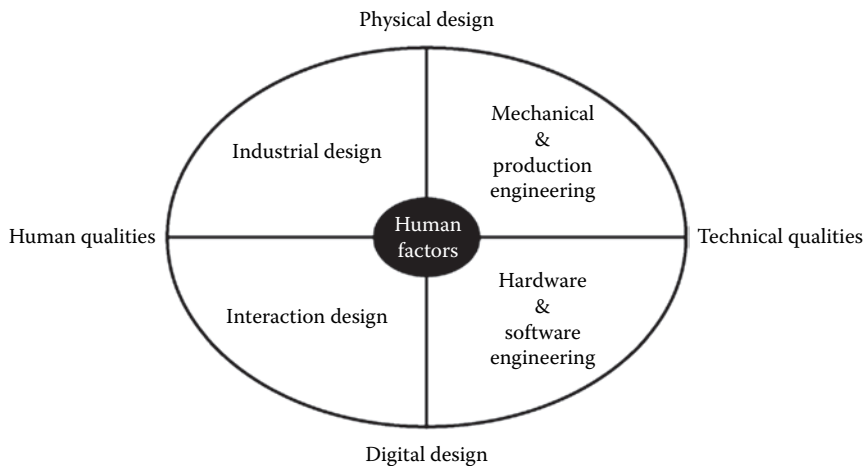 Physical design
Mechanical
&
production
engineering
Industrial design
Human qualities
Human
factors
Technical qualities
Interaction design
Hardware
&
software
engineering
Digital design